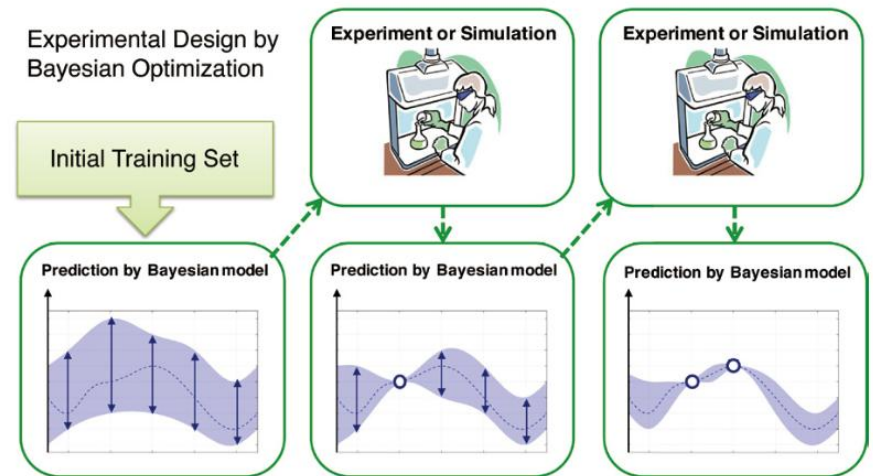 Experimental Design by
Bayesian Optimization
Initial Training Set
Experiment or Simulation
Experiment or Simulation
Prediction by Bayesian model
Prediction by Bayesian model
Prediction by Bayesian model